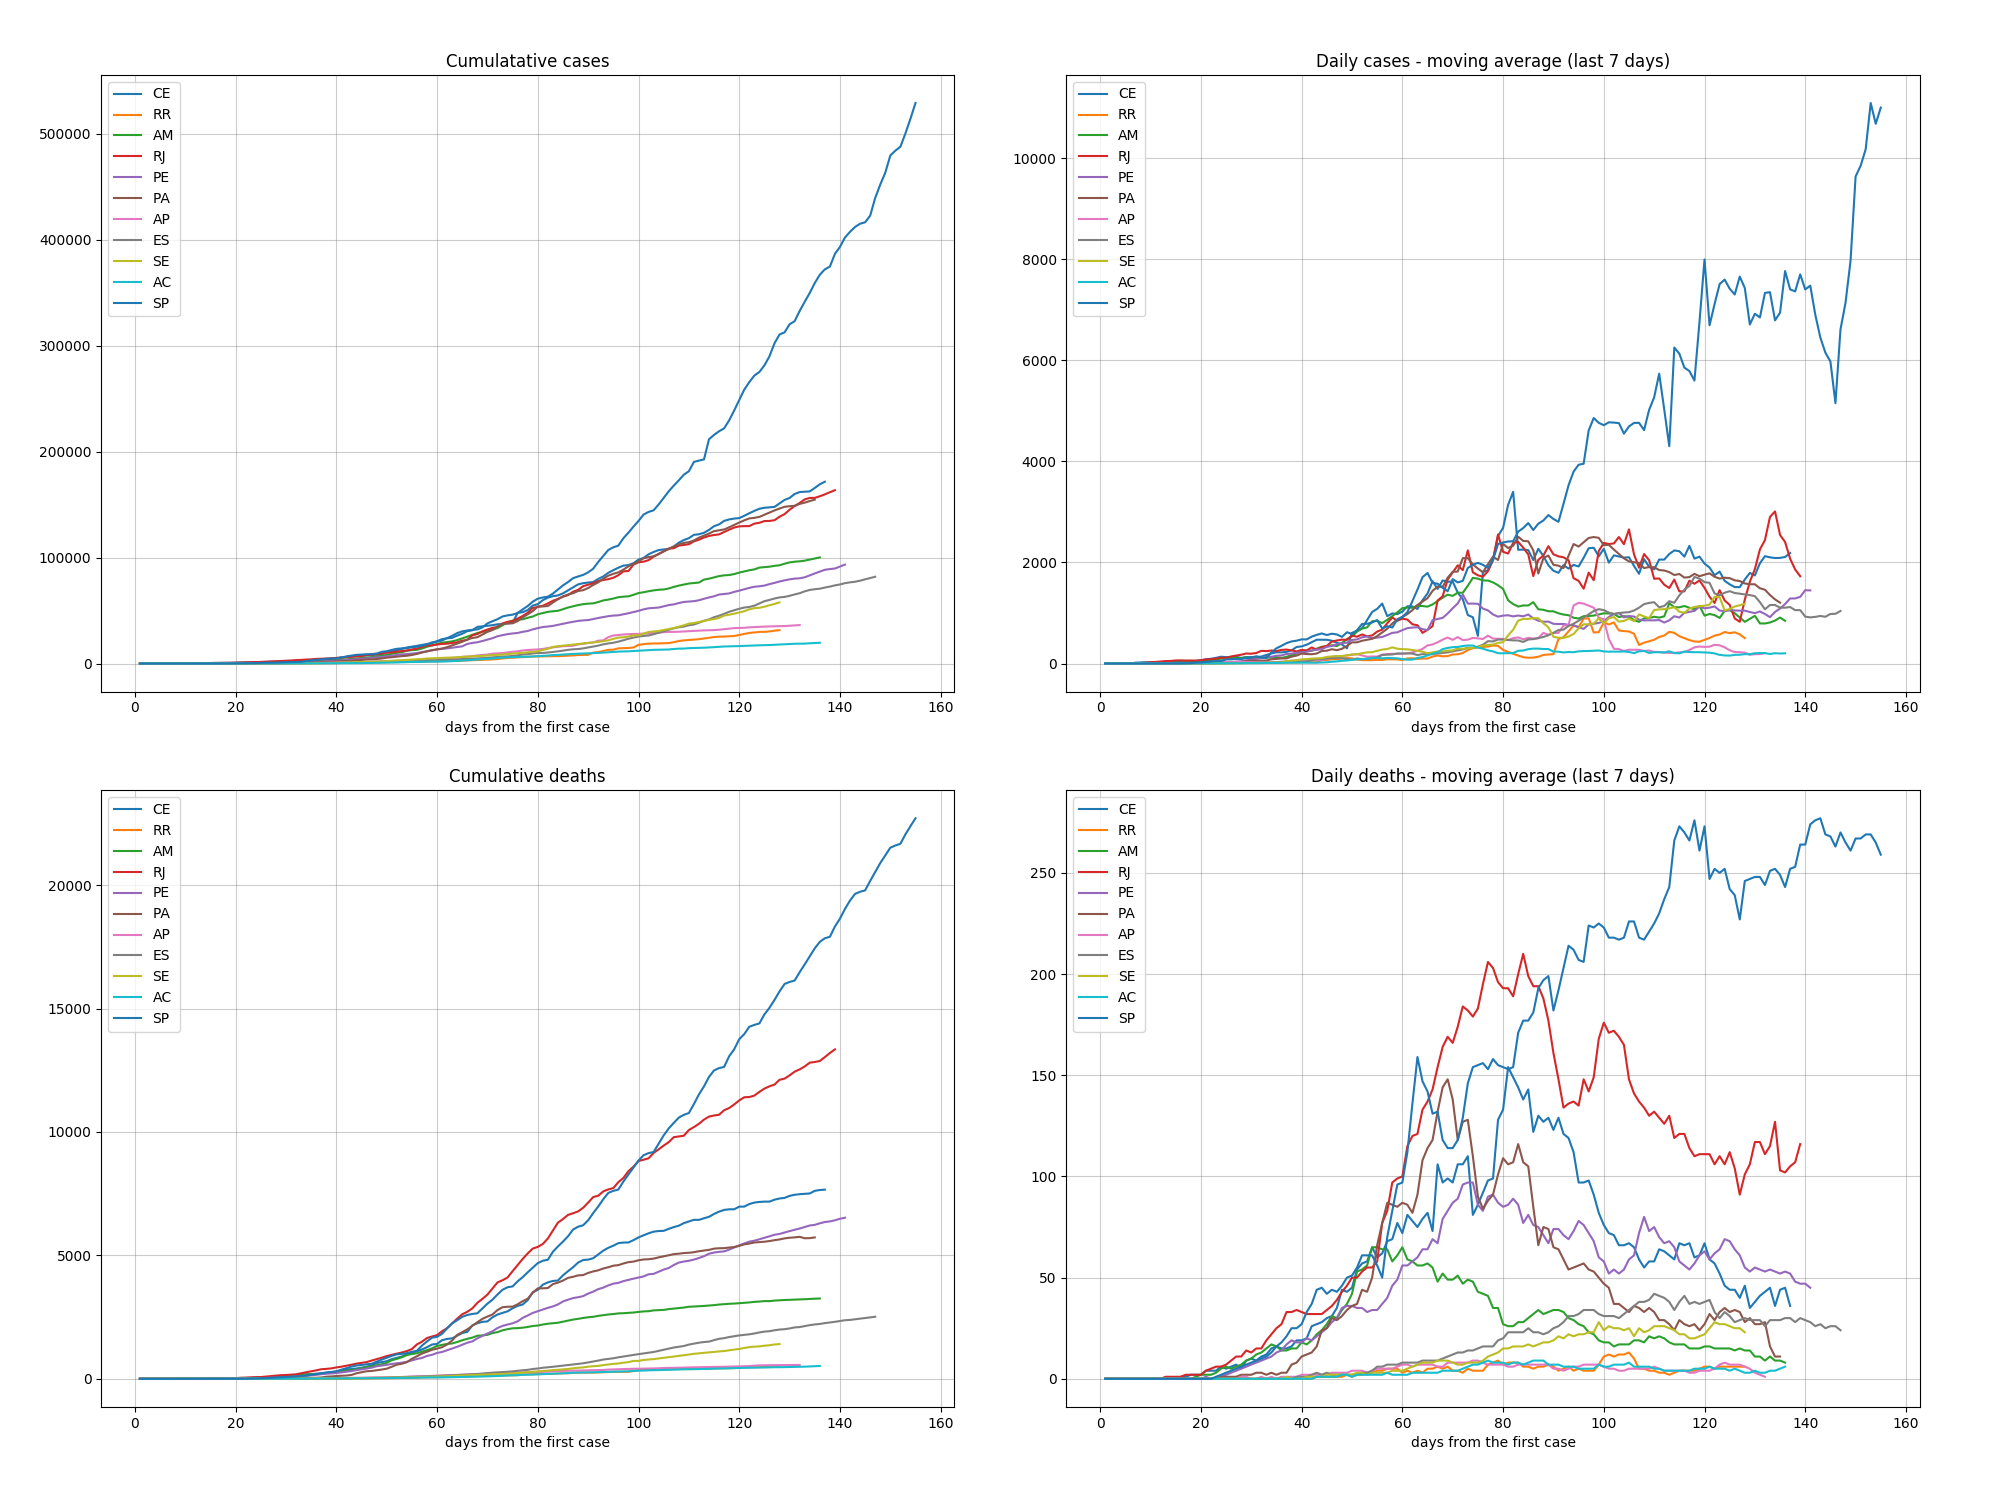 Cumulatative cases
CE
RR
AM
RJ
PE
PA
AP
ES
SE
AC
SP
500000
400000
300000
200000
100000
0
0 20 40 60 80 100 120 140 160
days from the first case
Daily cases - moving average (last 7 days)
CE
RR
AM
RJ
PE
PA
AP
ES
SE
AC
SP
10000
8000
6000
4000
2000
0
0 20 40 60 80 100 120 140 160
days from the first case
Cumulative deaths
CE
RR
AM
RJ
PE
PA
AP
ES
SE
AC
SP
20000
15000
10000
5000
0
0 20 40 60 80 100 120 140 160
days from the first case
Daily deaths - moving average (last 7 days)
CE
RR
AM
RJ
PE
PA
AP
ES
SE
AC
SP
250
200
150
100
50
0
0 20 40 60 80 100 120 140 160
days from the first case